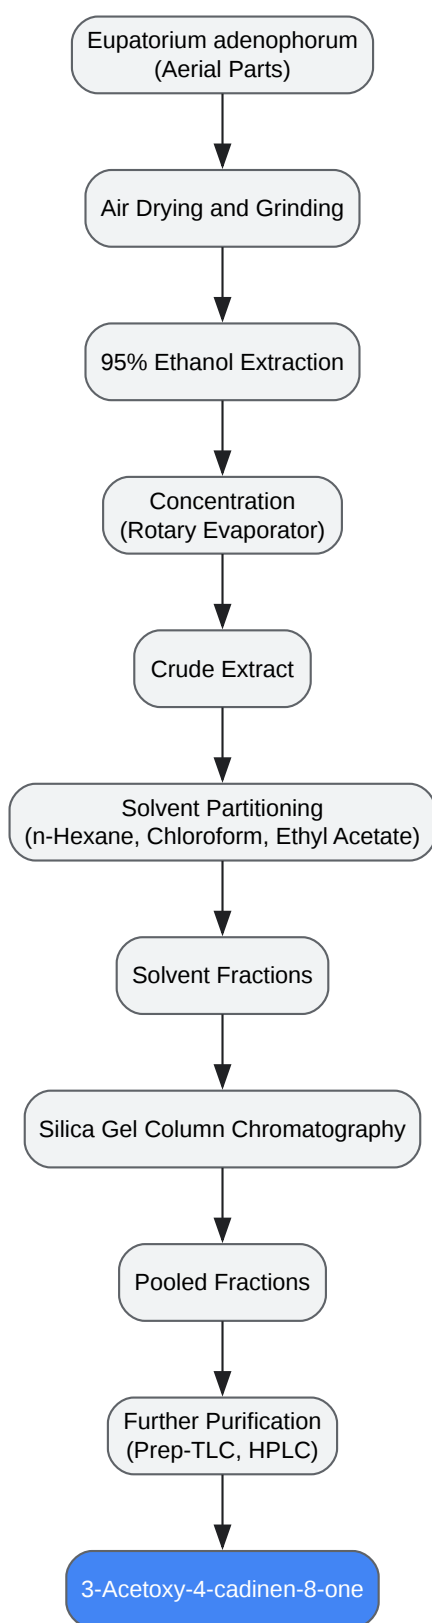 Eupatorium adenophorum
(Aerial Parts)
Air Drying and Grinding
95% Ethanol Extraction
Concentration
(Rotary Evaporator)
Crude Extract
Solvent Partitioning
(n-Hexane, Chloroform, Ethyl Acetate)
Solvent Fractions
Silica Gel Column Chromatography
Pooled Fractions
Further Purification
(Prep-TLC, HPLC)
3-Acetoxy-4-cadinen-8-one